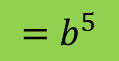 = b⁵